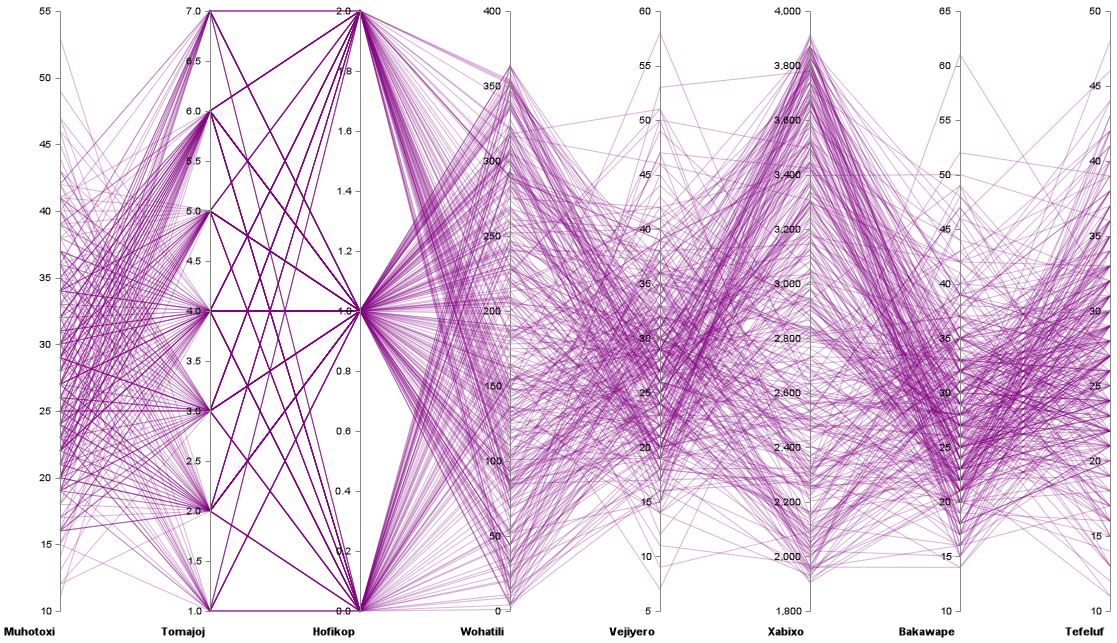 55 7.0 2.0 400 60 4,000 65 50
6.5 1.8 350 55 3,800 60 45
50 6.0 1.6 300 50 3,600 55 40
45 5.5 1.4 250 45 3,400 50 35
40 5.0 1.2 200 40 3,200 45 30
35 4.5 1.0 150 35 3,000 40 25
30 4.0 0.8 100 30 2,800 35 20
25 3.5 0.6 50 25 2,600 30 15
20 3.0 0.4 0 20 2,400 25 10
15 2.5 0.2 15 2,200 20
10 2.0 0.0 10 2,000 15
1.5 5 1,800 10
1.0
Muhotoxi Tomajoj Hofikop Wohatili Vejiyero Xabixo Bakawape Tefeluf